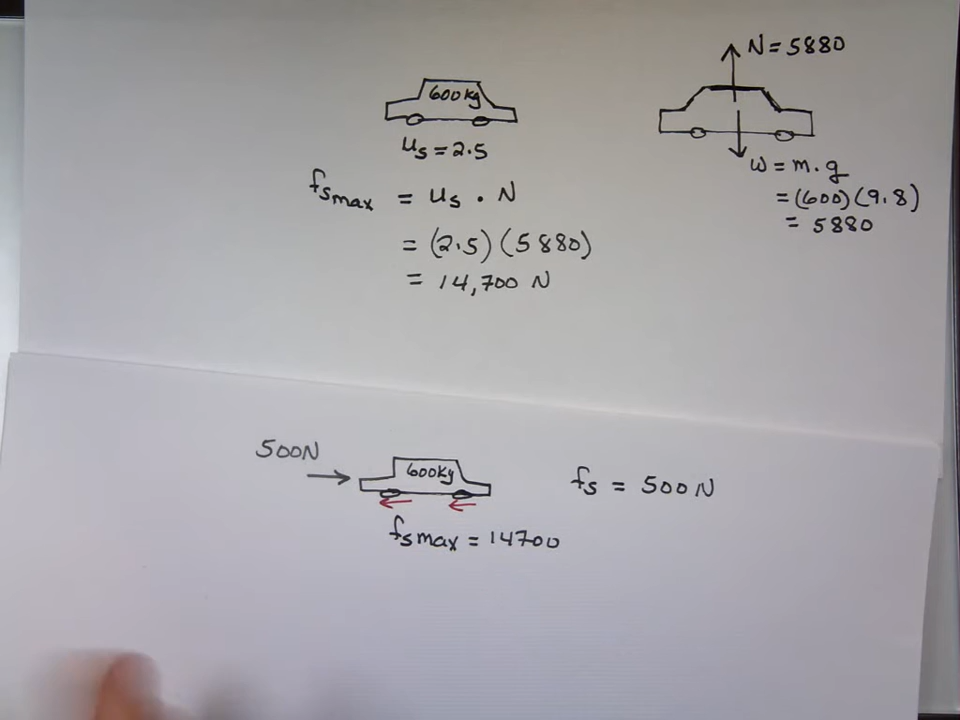 600kg
us = 2.5
fsmax = us · N
= (2.5)(5880)
= 14,700 N
N = 5880
w = m.g
= (600)(9.8)
= 5880
500N
600kg
fsmax = 14700
fs = 500N